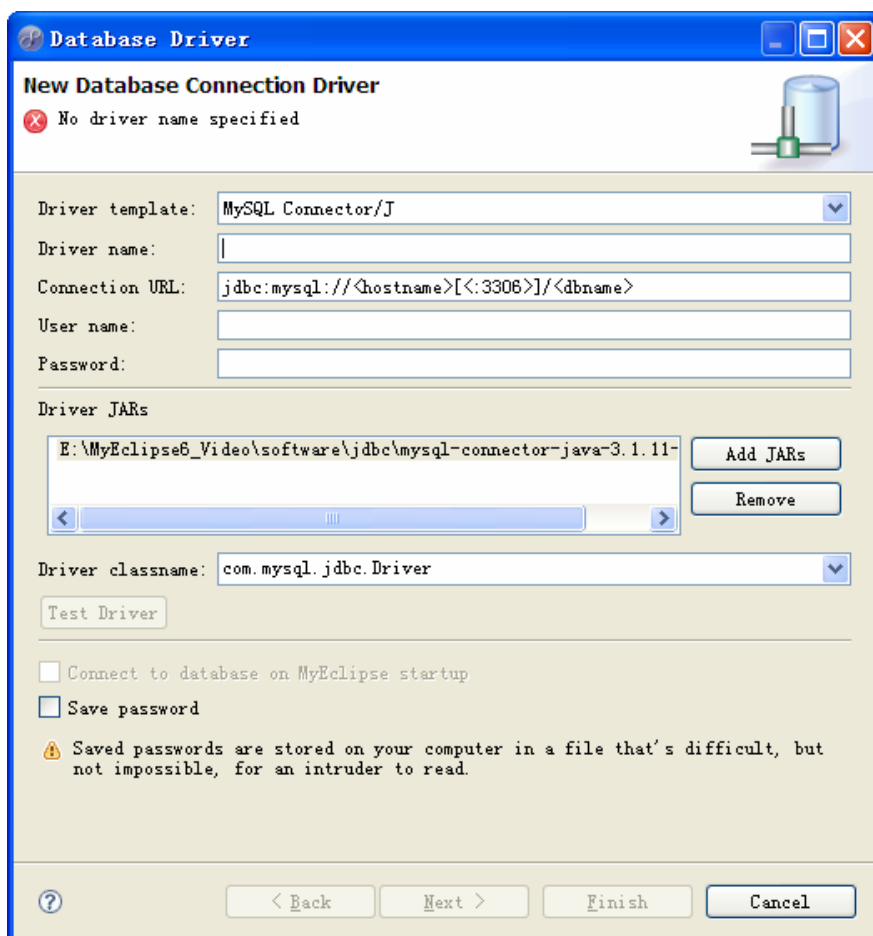 Database Driver
New Database Connection Driver
No driver name specified
Driver template: MySQL Connector/J
Driver name:
Connection URL: jdbc:mysql://<hostname>[<:3306>]/<dbname>
User name:
Password:
Driver JARs
E:\MyEclipse6_Video\software\jdbc\mysql-connector-java-3.1.11-
Add JARs
Remove
Driver classname: com.mysql.jdbc.Driver
Test Driver
Connect to database on MyEclipse startup
Save password
Saved passwords are stored on your computer in a file that's difficult, but
not impossible, for an intruder to read.
< Back
Next >
Finish
Cancel